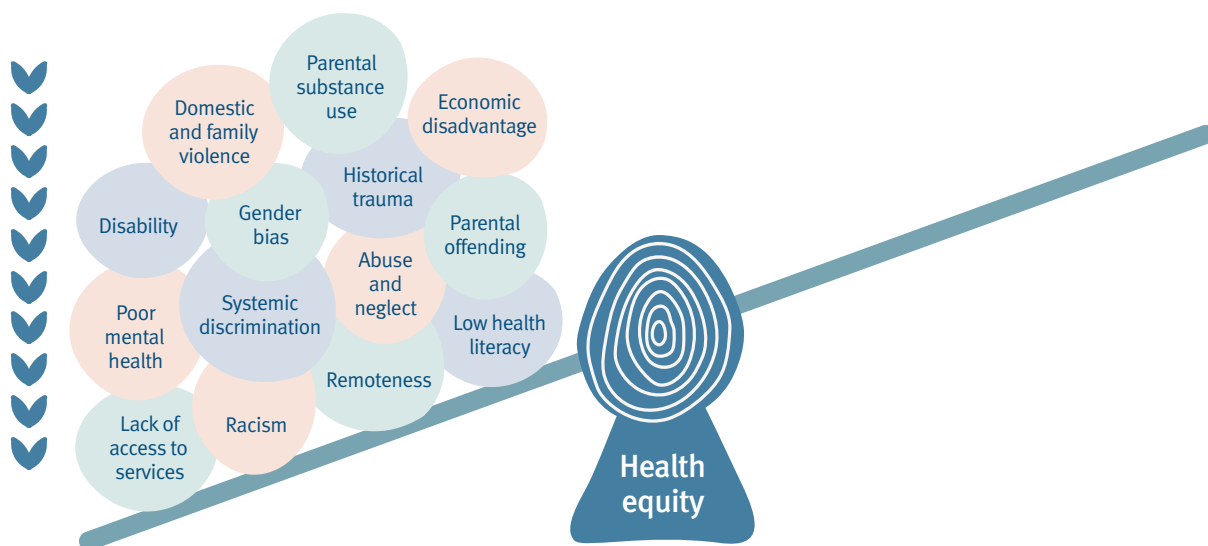 Parental
substance
use
Domestic
and family
violence
Economic
disadvantage
Historical
trauma
Disability
Gender
bias
Parental
offending
Abuse
and
neglect
Poor
mental
health
Systemic
discrimination
Low health
literacy
Remoteness
Lack of
access to
services
Racism
Health
equity